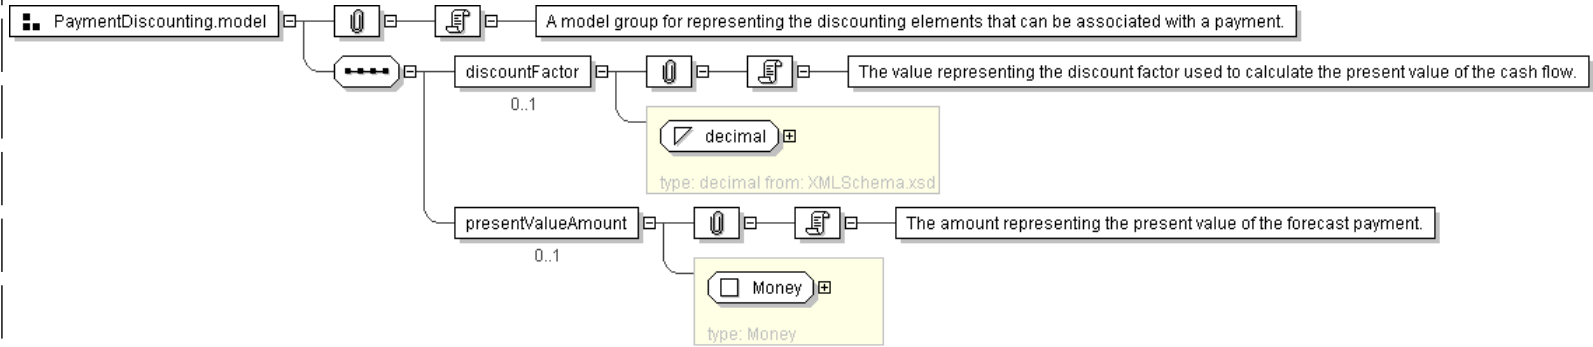 PaymentDiscounting.model
A model group for representing the discounting elements that can be associated with a payment.
discountFactor
The value representing the discount factor used to calculate the present value of the cash flow.
0..1
decimal
type: decimal from: XMLSchema.xsd
presentValueAmount
The amount representing the present value of the forecast payment.
0..1
Money
type: Money